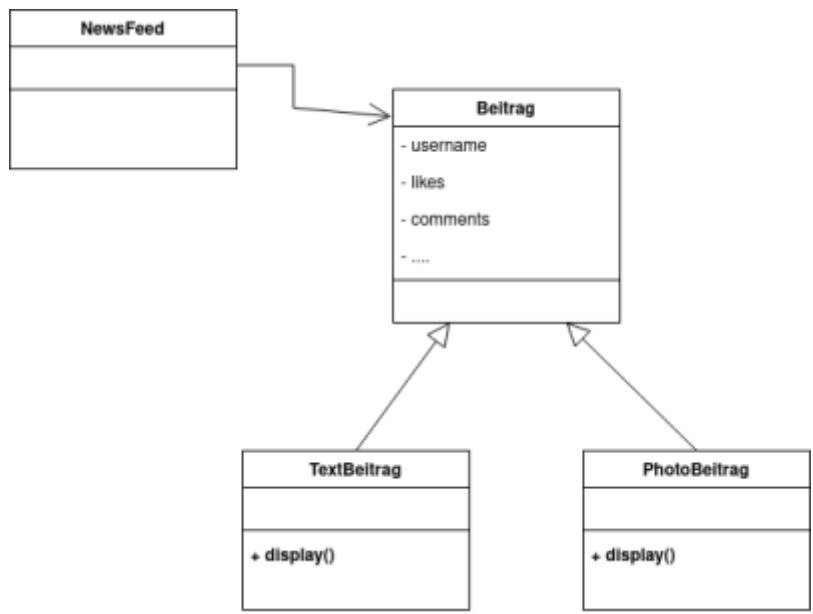 NewsFeed
Beitrag
- username
- likes
- comments
- ....
TextBeitrag
+ display()
PhotoBeitrag
+ display()